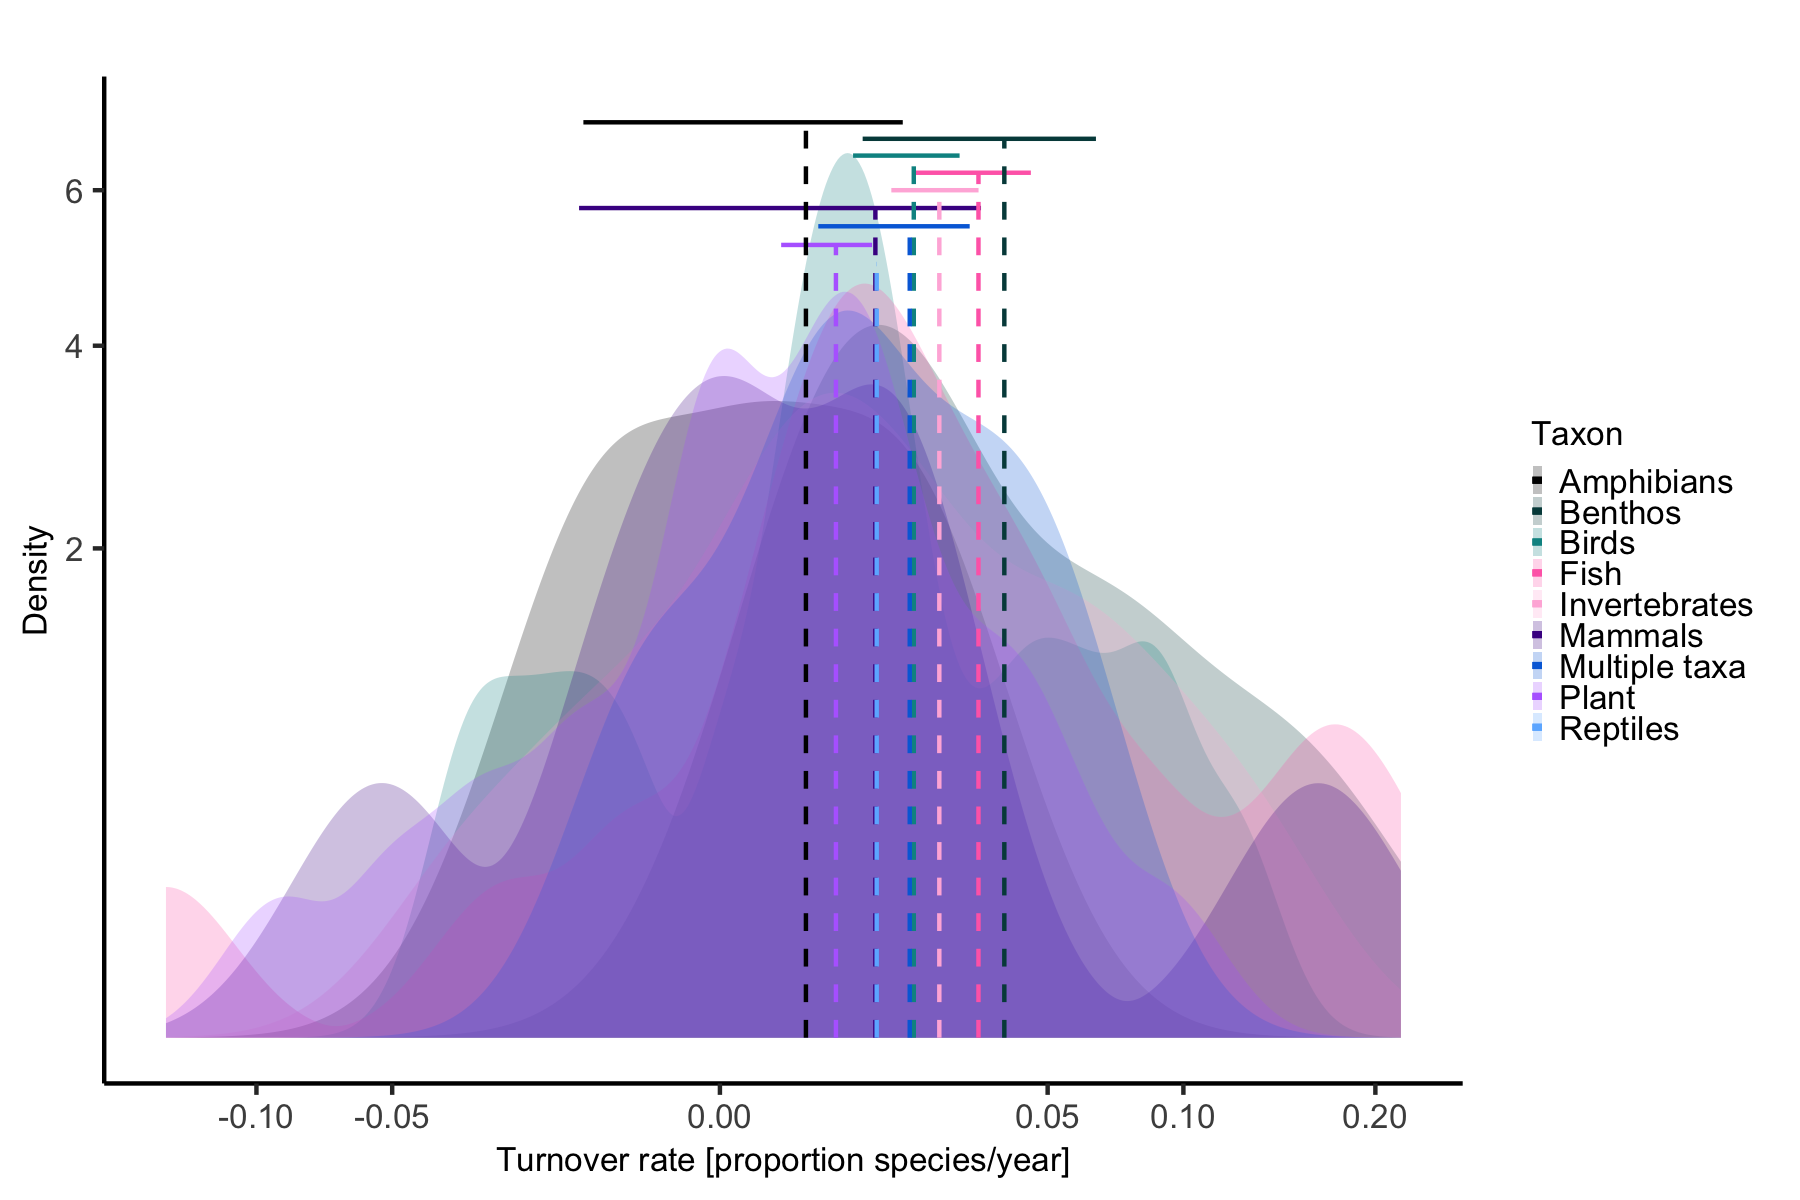 6
4
2
Density
-0.10
-0.05
0.00
0.05
0.10
0.20
Turnover rate [proportion species/year]
Taxon
Amphibians
Benthos
Birds
Fish
Invertebrates
Mammals
Multiple taxa
Plant
Reptiles